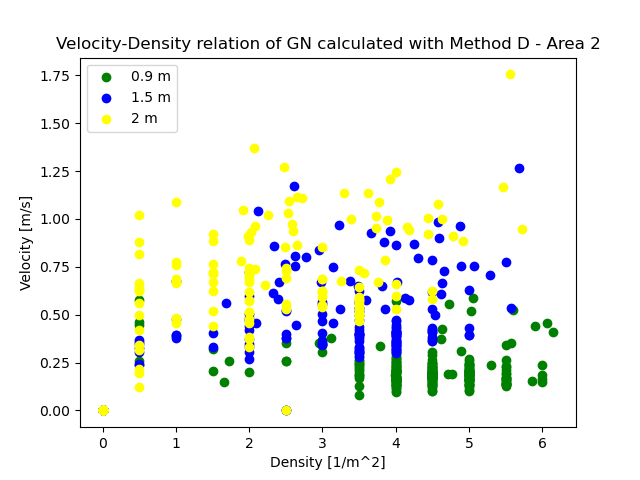 Velocity-Density relation of GN calculated with Method D - Area 2
1.75
1.50
1.25
1.00
0.75
0.50
0.25
0.00
Velocity [m/s]
0.9 m
1.5 m
2 m
0 1 2 3 4 5 6
Density [1/m^2]